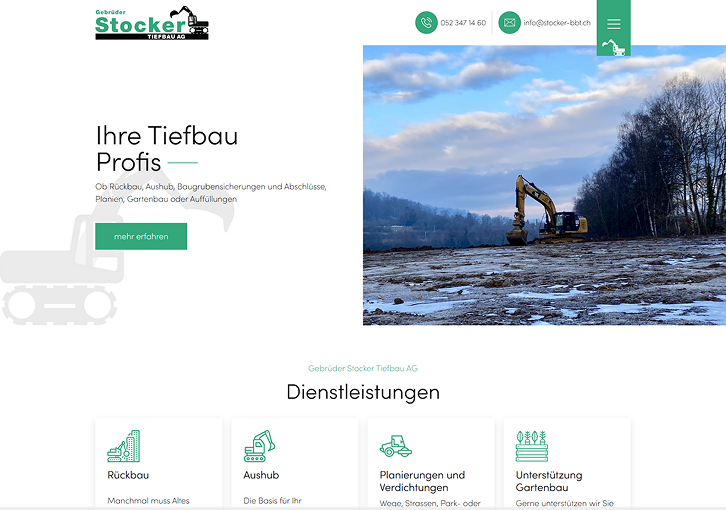 Gebrüder
Stocker
TIEFBAU AG
052 347 14 60
info@stocker-bbt.ch
Ihre Tiefbau
Profis
Ob Rückbau, Aushub, Baugrubensicherungen und Abschlüsse,
Planien, Gartenbau oder Auffüllungen
mehr erfahren
Gebrüder Stocker Tiefbau AG
Dienstleistungen
Rückbau
Manchmal muss Altes
Aushub
Die Basis für Ihr
Planierungen und
Verdichtungen
Wege, Strassen, Park- oder
Unterstützung
Gartenbau
Gerne unterstützen wir Sie